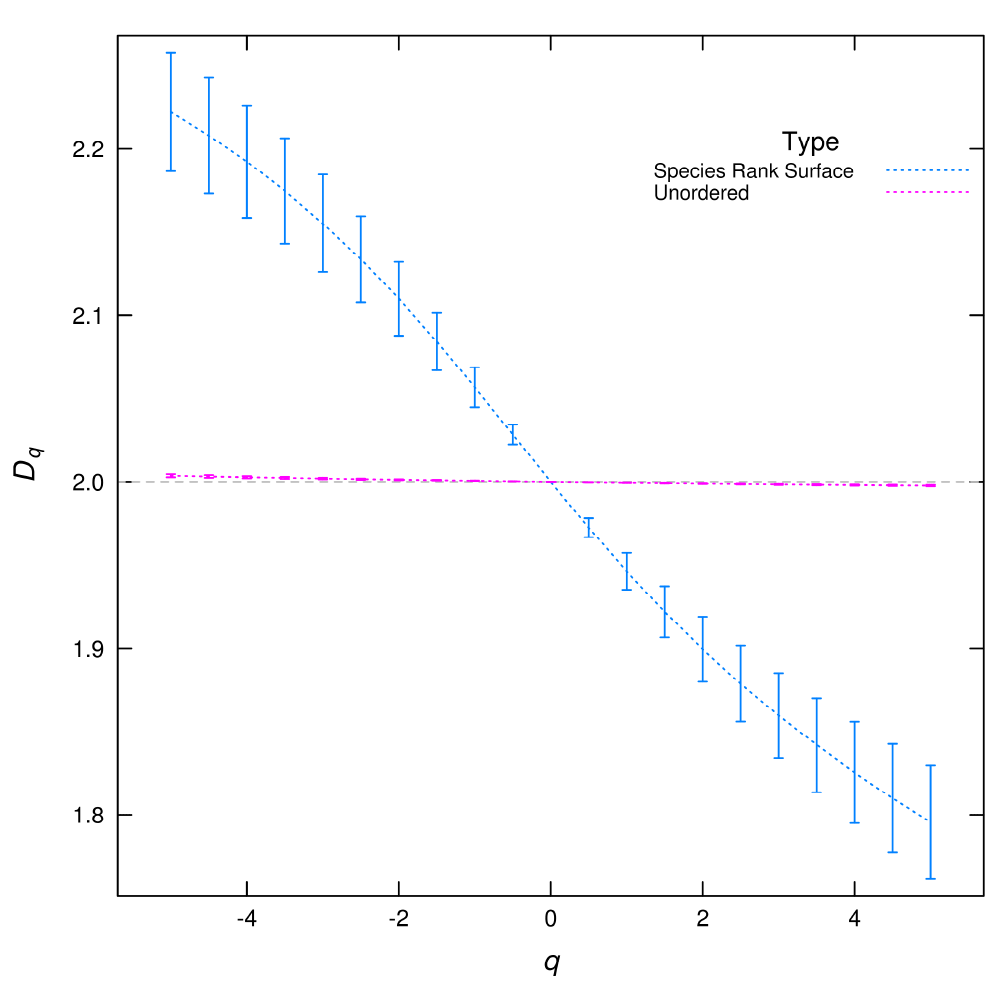 Type
Species Rank Surface
Unordered
2.2
2.1
2.0
1.9
1.8
D_q
-4
-2
0
2
4
q